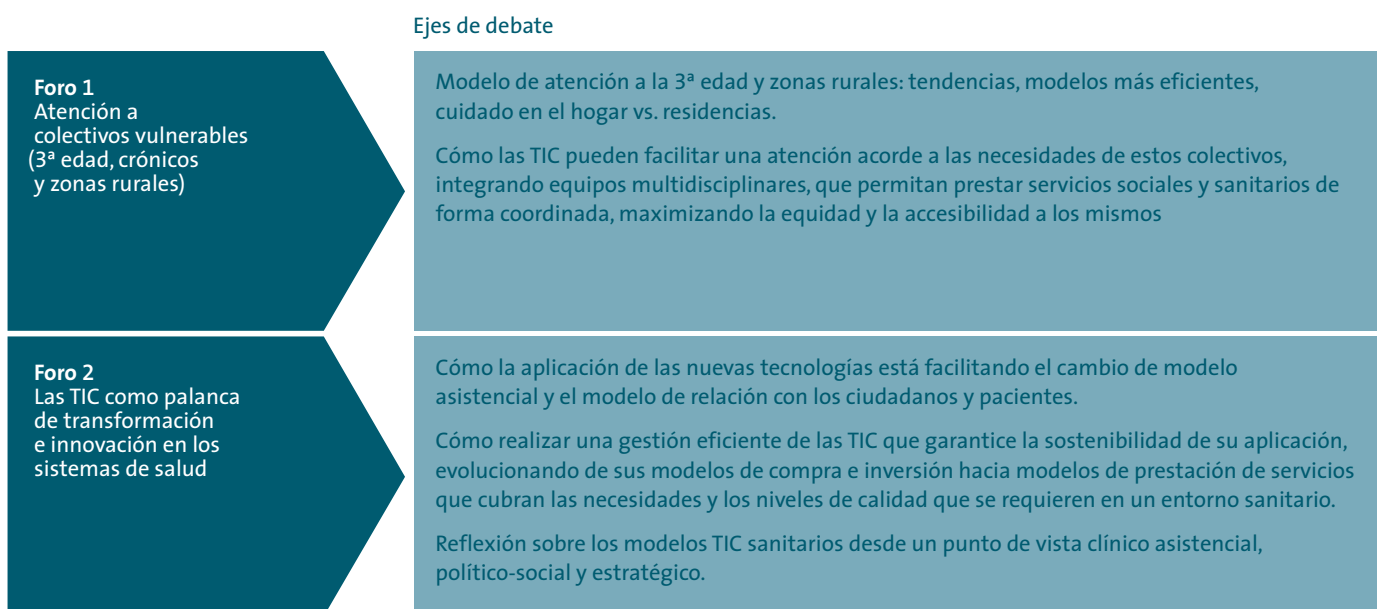 Ejes de debate
Foro 1
Atención a
colectivos vulnerables
(3ª edad, crónicos
y zonas rurales)
Modelo de atención a la 3ª edad y zonas rurales: tendencias, modelos más eficientes,
cuidado en el hogar vs. residencias.
Cómo las TIC pueden facilitar una atención acorde a las necesidades de estos colectivos,
integrando equipos multidisciplinares, que permitan prestar servicios sociales y sanitarios de
forma coordinada, maximizando la equidad y la accesibilidad a los mismos
Foro 2
Las TIC como palanca
de transformación
e innovación en los
sistemas de salud
Cómo la aplicación de las nuevas tecnologías está facilitando el cambio de modelo
asistencial y el modelo de relación con los ciudadanos y pacientes.
Cómo realizar una gestión eficiente de las TIC que garantice la sostenibilidad de su aplicación,
evolucionando de sus modelos de compra e inversión hacia modelos de prestación de servicios
que cubran las necesidades y los niveles de calidad que se requieren en un entorno sanitario.
Reflexión sobre los modelos TIC sanitarios desde un punto de vista clínico asistencial,
político-social y estratégico.